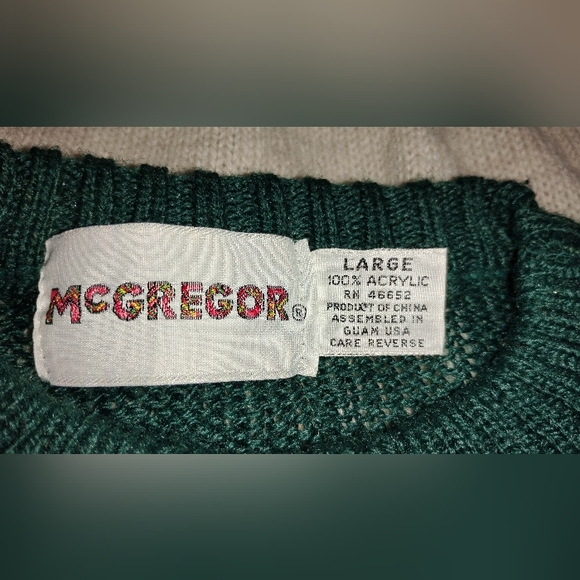 McGREGOR®
LARGE
100% ACRYLIC
RN 46652
PRODUCT OF CHINA
ASSEMBLED IN
GUAM USA
CARE REVERSE